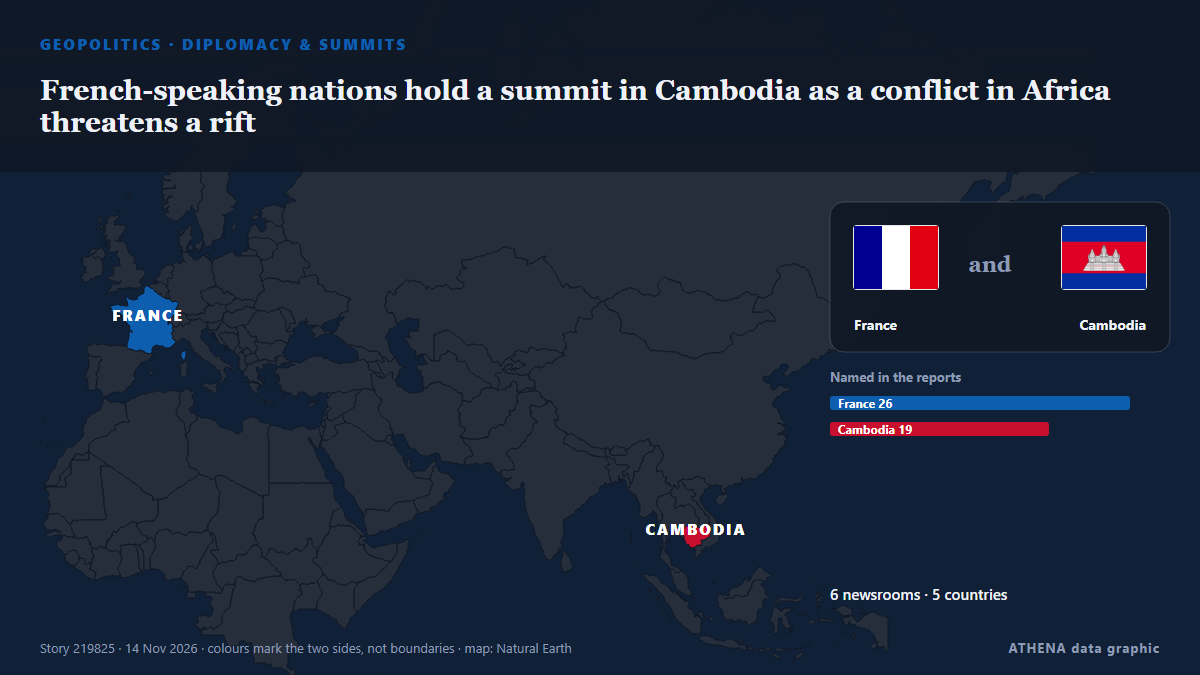 GEOPOLITICS · DIPLOMACY & SUMMITS
French-speaking nations hold a summit in Cambodia as a conflict in Africa
threatens a rift
and
France
Cambodia
FRANCE
Named in the reports
France 26
Cambodia 19
CAMBODIA
6 newsrooms · 5 countries
Story 219825 · 14 Nov 2026 · colours mark the two sides, not boundaries · map: Natural Earth
ATHENA data graphic